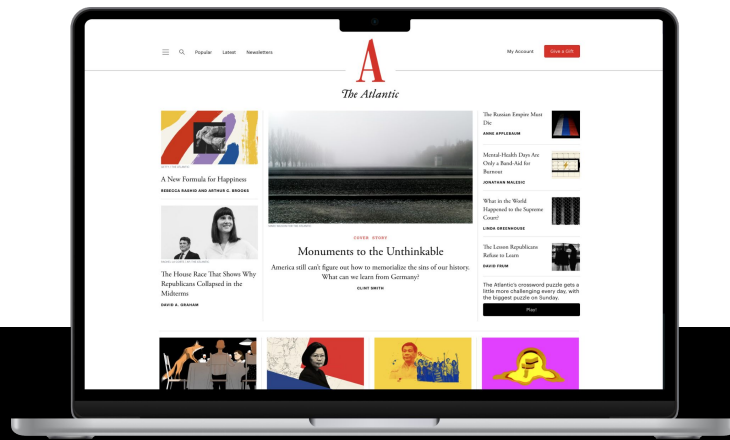 Popular Latest Newsletters
My Account
Give a Gift
A
The Atlantic
A New Formula for Happiness
REBECCA RASHID AND ARTHUR C. BROOKS
The House Race That Shows Why
Republicans Collapsed in the
Midterms
DAVID A. GRAHAM
COVER STORY
Monuments to the Unthinkable
America still can't figure out how to memorialize the sins of our history.
What can we learn from Germany?
CLINT SMITH
The Russian Empire Must
Die
ANNE APPLEBAUM
Mental-Health Days Are
Only a Band-Aid for
Burnout
JONATHAN MALESIC
What in the World
Happened to the Supreme
Court?
LINDA GREENHOUSE
The Lesson Republicans
Refuse to Learn
DAVID FRUM
The Atlantic's crossword puzzle gets a
little more challenging every day, with
the biggest puzzle on Sunday.
Play!